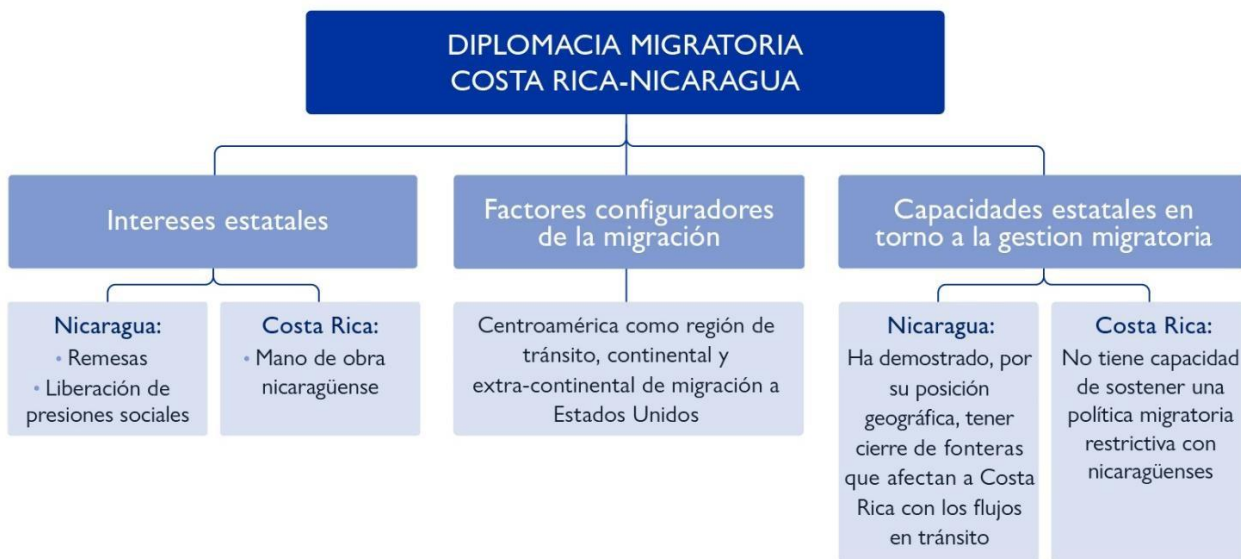 DIPLOMACIA MIGRATORIA
COSTA RICA-NICARAGUA
Intereses estatales
Nicaragua:
• Remesas
• Liberación de
presiones sociales
Costa Rica:
• Mano de obra
nicaragüense
Factores configuradores
de la migración
Centroamérica como región de
tránsito, continental y
extra-continental de migración a
Estados Unidos
Capacidades estatales en
torno a la gestion migratoria
Nicaragua:
Ha demostrado, por
su posición
geográfica, tener
cierre de fonteras
que afectan a Costa
Rica con los flujos
en tránsito
Costa Rica:
No tiene capacidad
de sostener una
política migratoria
restrictiva con
nicaragüenses